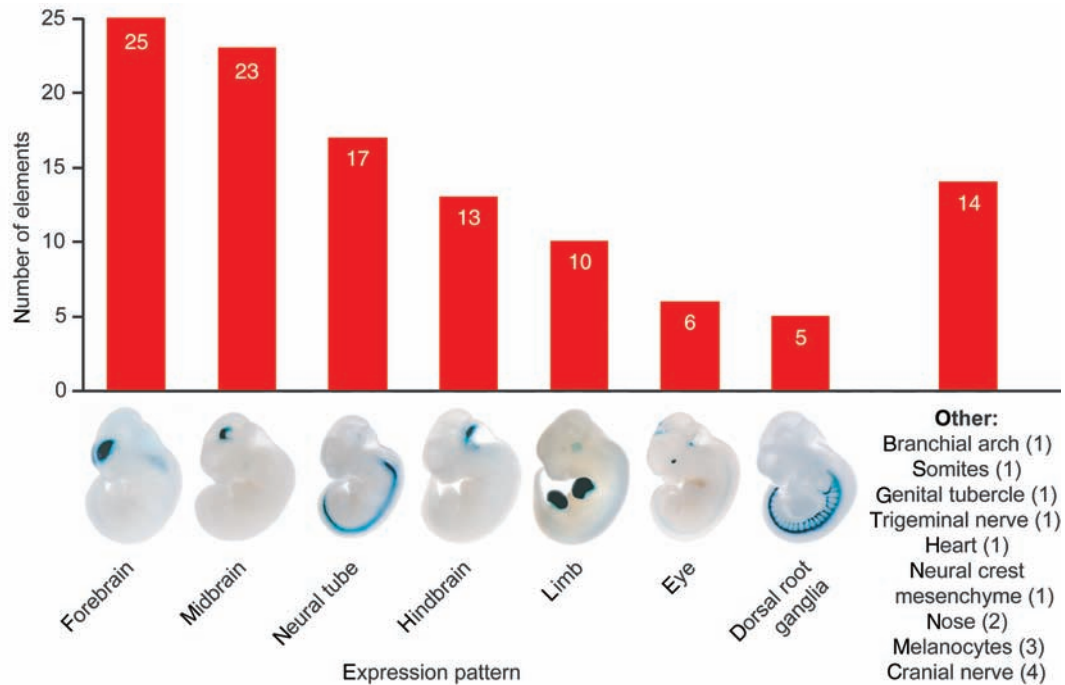 Number of elements
25
20
15
10
5
0
25
23
17
13
10
6
5
14
Forebrain
Midbrain
Neural tube
Hindbrain
Limb
Eye
Dorsal root
ganglia
Other:
Branchial arch (1)
Somites (1)
Genital tubercle (1)
Trigeminal nerve (1)
Heart (1)
Neural crest
mesenchyme (1)
Nose (2)
Melanocytes (3)
Cranial nerve (4)
Expression pattern